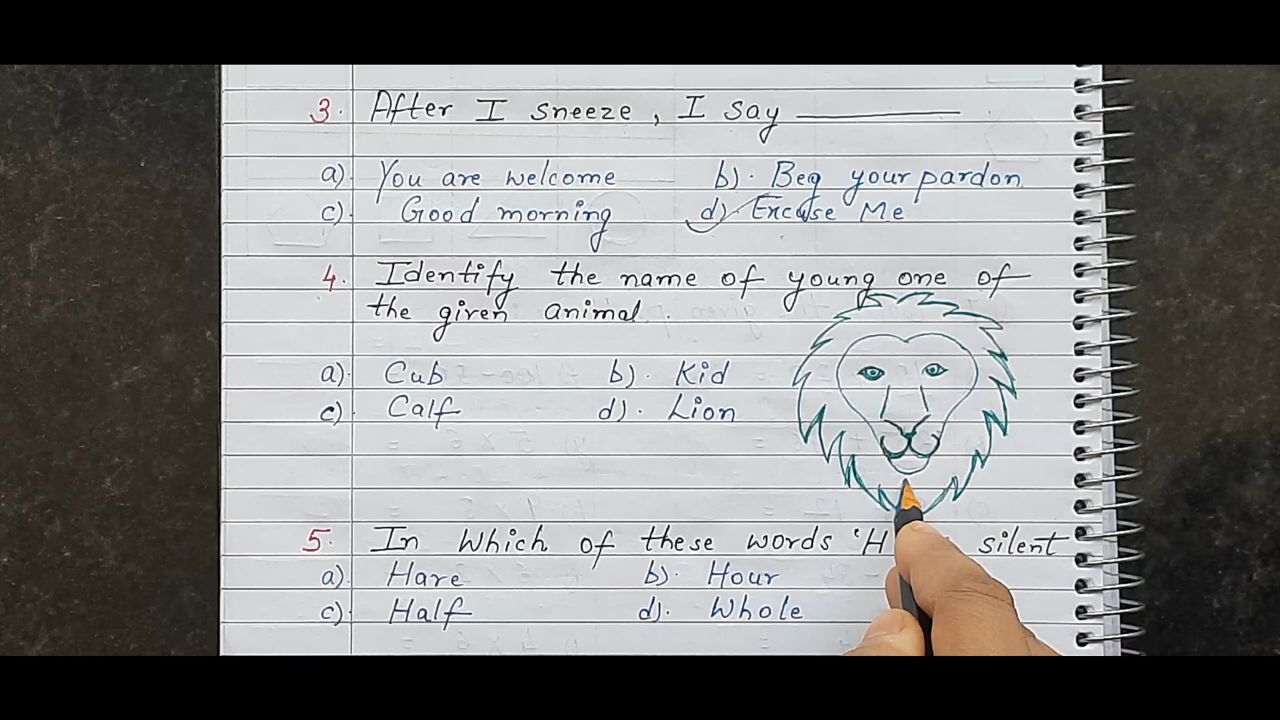 3. After I sneeze, I say ________
a). You are welcome b). Beg your pardon
c). Good morning d). Excuse Me
4. Identify the name of young one of
the given animal.
a). Cub b). Kid
c). Calf d). Lion
5. In Which of these words 'H silent
a). Hare b). Hour
c). Half d). Whole